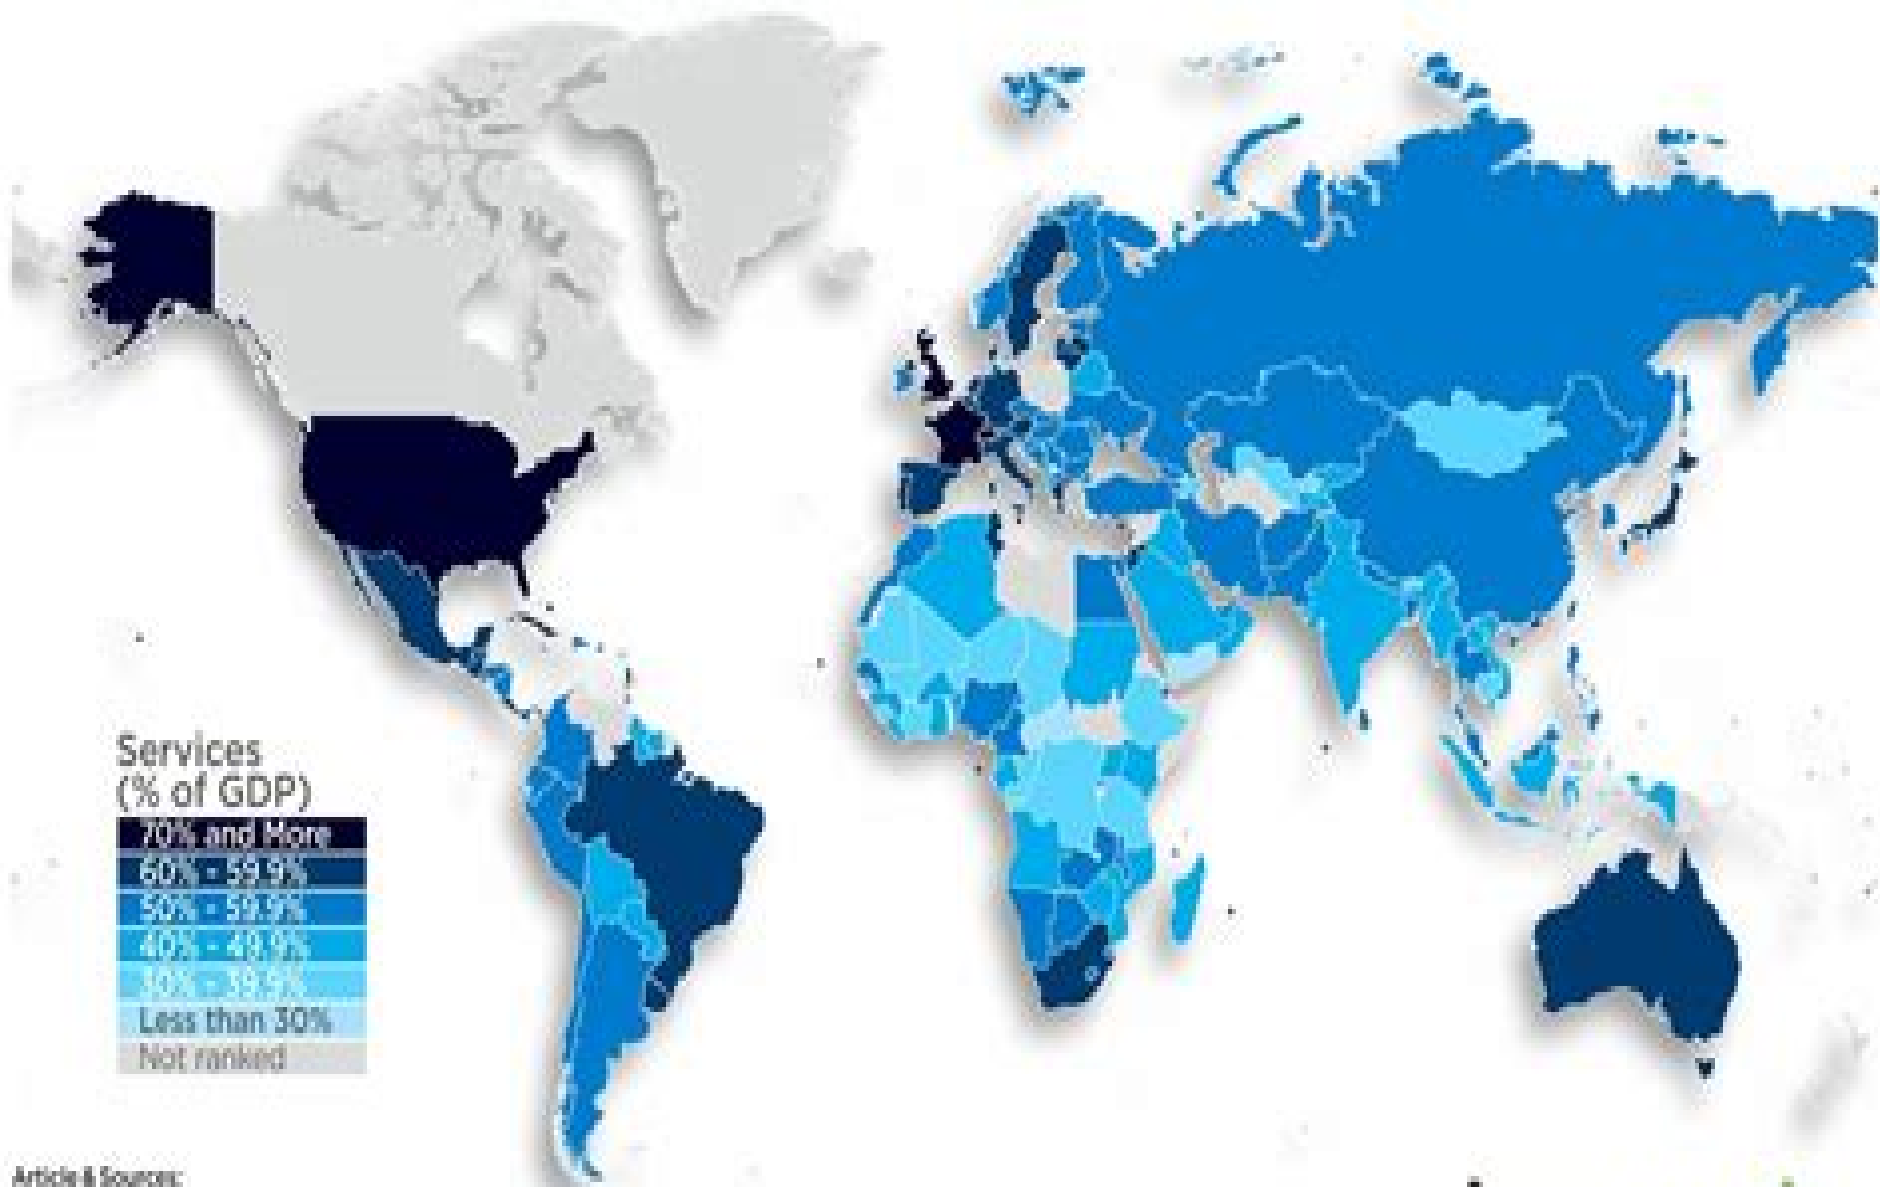 Services
(% of GDP)
70% and More
60% - 59.9%
50% - 59.9%
40% - 49.9%
30% - 39.9%
Less than 30%
Not ranked
Article & Sources: